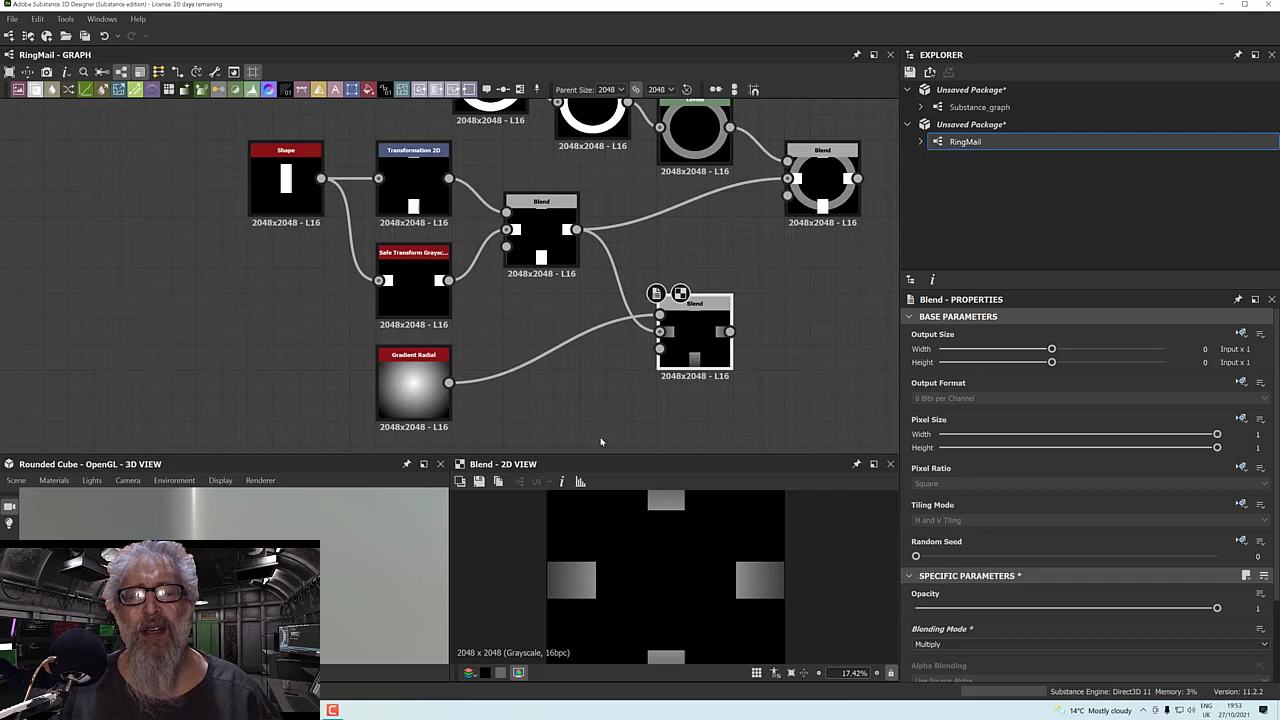 Adobe Substance 3D Designer (Substance edition) - License: 20 days remaining
File Edit Tools Windows Help
RingMail - GRAPH
Parent Size: 2048 2048
EXPLORER
Unsaved Package*
Substance_graph
Unsaved Package*
RingMail
2048x2048 - L16
2048x2048 - L16
Levels
2048x2048 - L16
Shape
2048x2048 - L16
Transformation 2D
2048x2048 - L16
Blend
2048x2048 - L16
Blend
2048x2048 - L16
Safe Transform Graysc...
2048x2048 - L16
Gradient Radial
2048x2048 - L16
Blend
2048x2048 - L16
Blend - PROPERTIES
BASE PARAMETERS
Output Size
Width 0 Input x 1
Height 0 Input x 1
Output Format
8 Bits per Channel
Pixel Size
Width 1
Height 1
Pixel Ratio
Square
Tiling Mode
H and V Tiling
Random Seed
0
SPECIFIC PARAMETERS *
Opacity
1
Blending Mode *
Multiply
Alpha Blending
Use Source Alpha
Rounded Cube - OpenGL - 3D VIEW
Scene Materials Lights Camera Environment Display Renderer
Blend - 2D VIEW
UV
2048 x 2048 (Grayscale, 16bpc)
17.42%
Substance Engine: Direct3D 11 Memory: 3% Version: 11.2.2
14°C Mostly cloudy
ENG
UK
19:53
27/10/2021